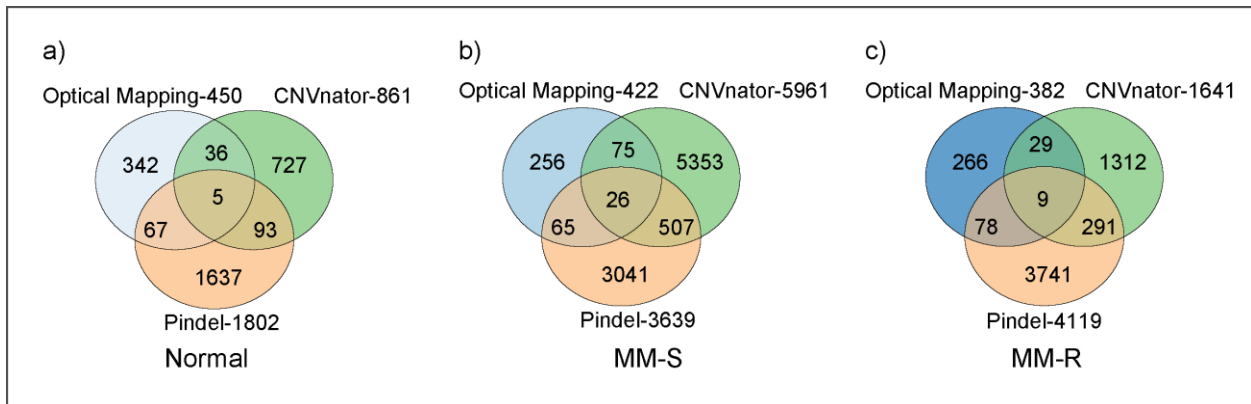 a)
Optical Mapping-450 CNVnator-861
342 36 727
5
67 93
1637
Pindel-1802
Normal
b)
Optical Mapping-422 CNVnator-5961
256 75 5353
26
65 507
3041
Pindel-3639
MM-S
c)
Optical Mapping-382 CNVnator-1641
266 29 1312
9
78 291
3741
Pindel-4119
MM-R